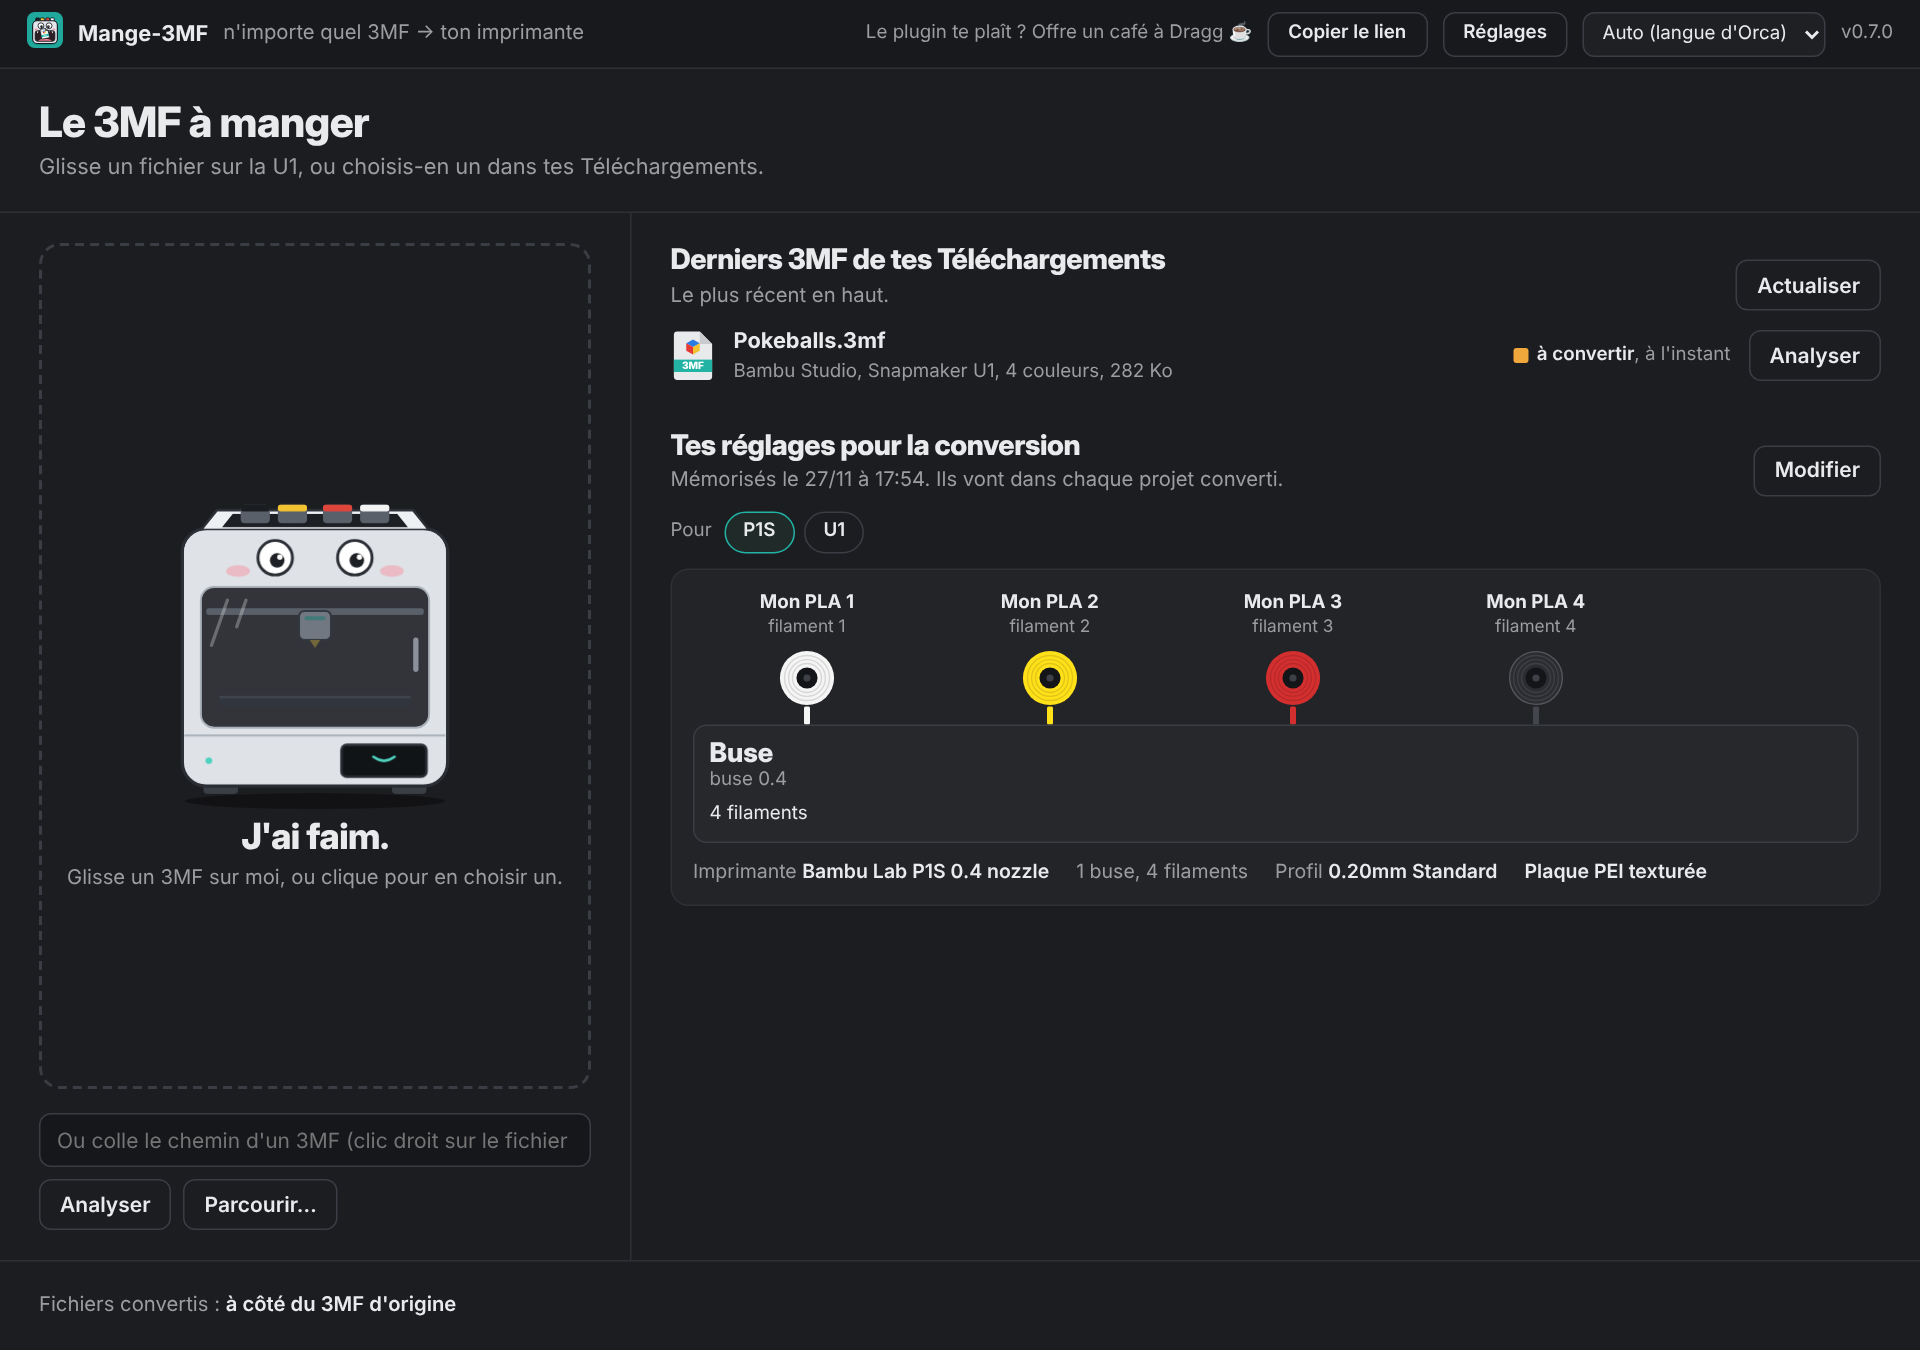 Mange-3MF n'importe quel 3MF → ton imprimante
Le plugin te plaît ? Offre un café à Dragg ☕
Copier le lien
Réglages
Auto (langue d'Orca)
v0.7.0
Le 3MF à manger
Glisse un fichier sur la U1, ou choisis-en un dans tes Téléchargements.
J'ai faim.
Glisse un 3MF sur moi, ou clique pour en choisir un.
Ou colle le chemin d'un 3MF (clic droit sur le fichier
Analyser
Parcourir...
Derniers 3MF de tes Téléchargements
Le plus récent en haut.
Actualiser
3MF
Pokeballs.3mf
Bambu Studio, Snapmaker U1, 4 couleurs, 282 Ko
à convertir, à l'instant
Analyser
Tes réglages pour la conversion
Mémorisés le 27/11 à 17:54. Ils vont dans chaque projet converti.
Modifier
Pour P1S U1
Mon PLA 1
filament 1
Mon PLA 2
filament 2
Mon PLA 3
filament 3
Mon PLA 4
filament 4
Buse
buse 0.4
4 filaments
Imprimante Bambu Lab P1S 0.4 nozzle 1 buse, 4 filaments Profil 0.20mm Standard Plaque PEI texturée
Fichiers convertis : à côté du 3MF d'origine